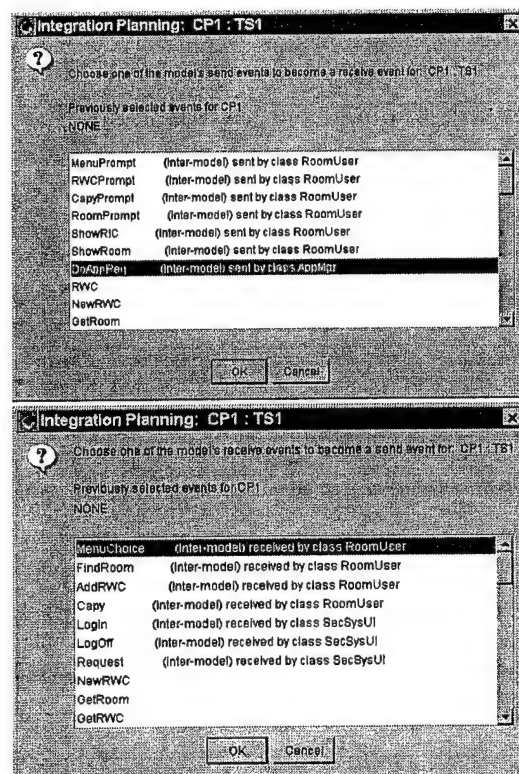 Integration Planning: CP1 : TS1
Choose one of the model's send events to become a receive event for: CP1 : TS1
Previously selected events for CP1
NONE
MenuPrompt (Inter-model) sent by class RoomUser
RWCPrompt (Inter-model) sent by class RoomUser
CapyPrompt (Inter-model) sent by class RoomUser
RoomPrompt (Inter-model) sent by class RoomUser
ShowRIC (Inter-model) sent by class RoomUser
ShowRoom (Inter-model) sent by class RoomUser
DoAppReq (Inter-model) sent by class AppMgr
RWC
NewRWC
GetRoom
OK Cancel
Integration Planning: CP1 : TS1
Choose one of the model's receive events to become a send event for: CP1 : TS1
Previously selected events for CP1
NONE
MenuChoice (Inter-model) received by class RoomUser
FindRoom (Inter-model) received by class RoomUser
AddRWC (Inter-model) received by class RoomUser
Capy (Inter-model) received by class RoomUser
LogIn (Inter-model) received by class SecSysUI
LogOff (Inter-model) received by class SecSysUI
Request (Inter-model) received by class SecSysUI
NewRWC
GetRoom
GetRWC
OK Cancel